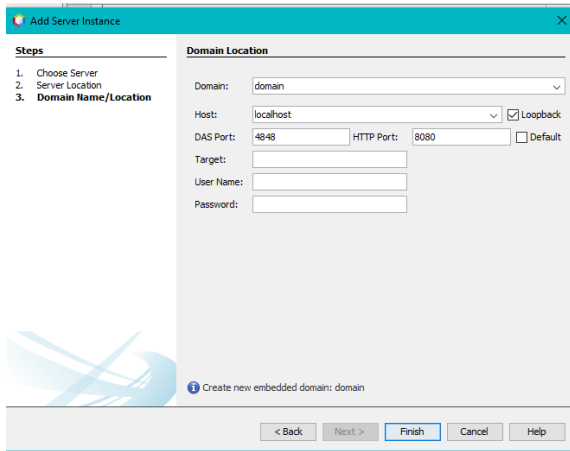 Add Server Instance
Steps
1. Choose Server
2. Server Location
3. Domain Name/Location
Domain Location
Domain: domain
Host: localhost Loopback
DAS Port: 4848 HTTP Port: 8080 Default
Target:
User Name:
Password:
Create new embedded domain: domain
< Back Next > Finish Cancel Help